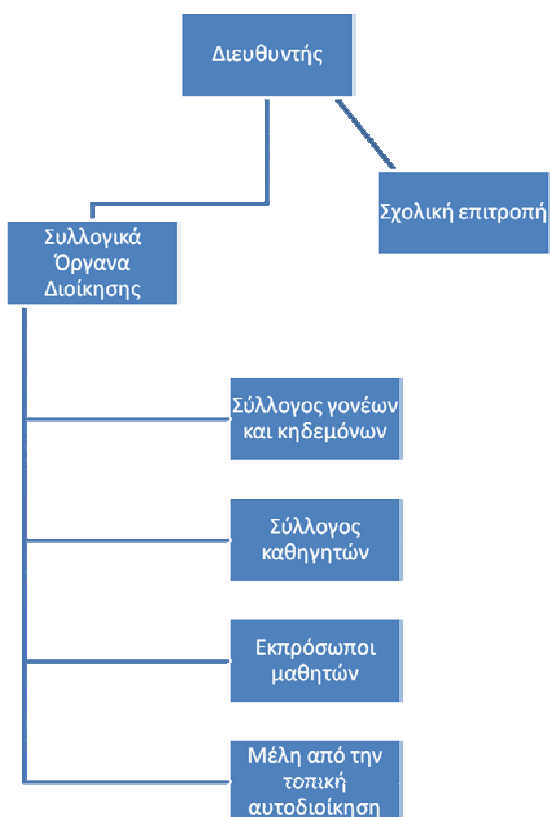 Διευθυντής
Σχολική επιτροπή
Συλλογικά
Όργανα
Διοίκησης
Σύλλογος γονέων
και κηδεμόνων
Σύλλογος
καθηγητών
Εκπρόσωποι
μαθητών
Μέλη από την
τοπική
αυτοδιοίκηση